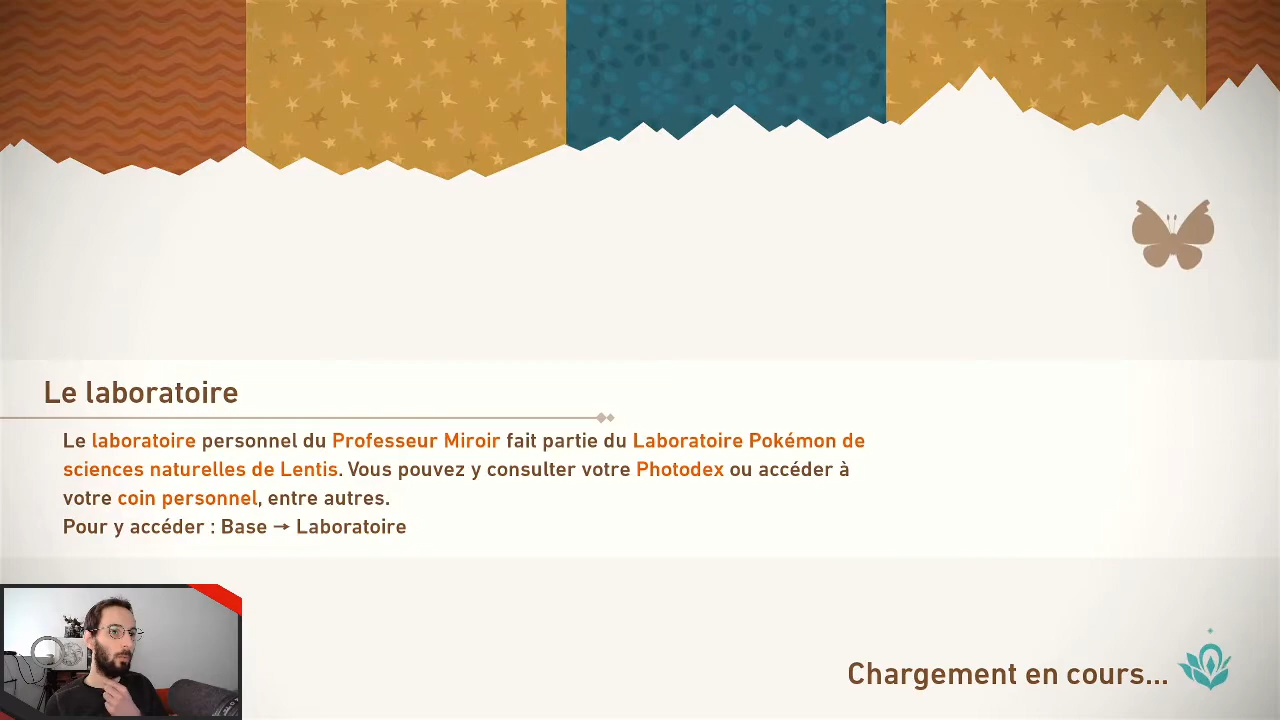 Le laboratoire
Le laboratoire personnel du Professeur Miroir fait partie du Laboratoire Pokémon de
sciences naturelles de Lentis. Vous pouvez y consulter votre Photodex ou accéder à
votre coin personnel, entre autres.
Pour y accéder : Base → Laboratoire
Chargement en cours...